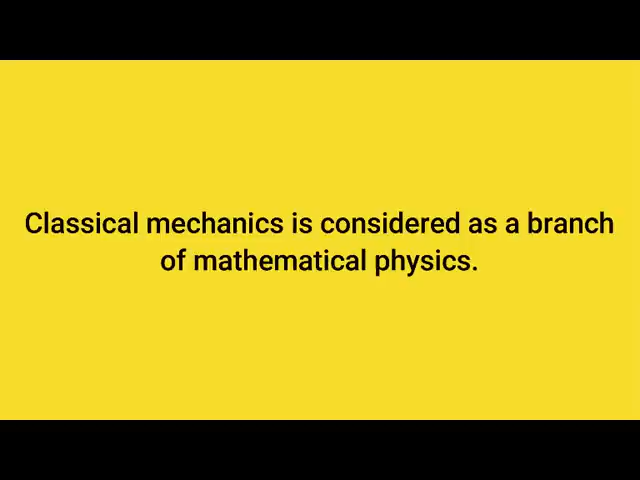 Classical mechanics is considered as a branch
of mathematical physics.